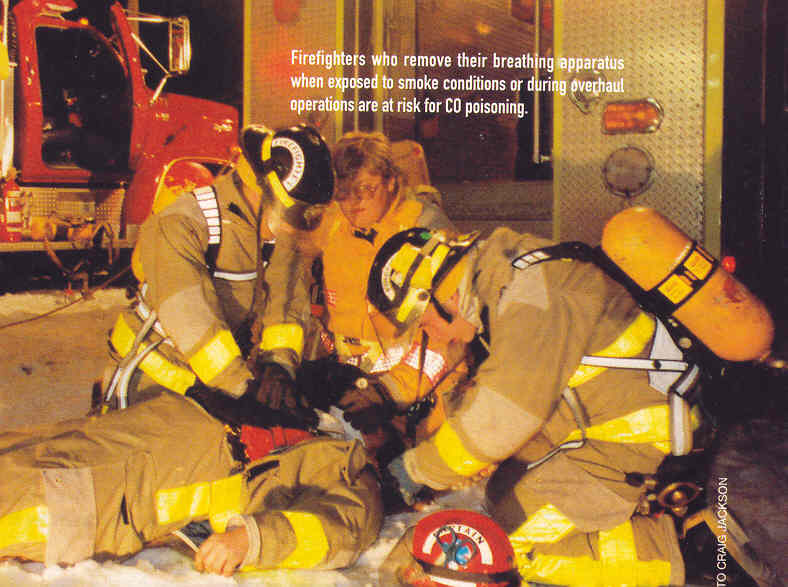 Firefighters who remove their breathing apparatus
when exposed to smoke conditions or during overhaul
operations are at risk for CO poisoning.
FIREFIGHTER
CAPTAIN
TO CRAIG JACKSON